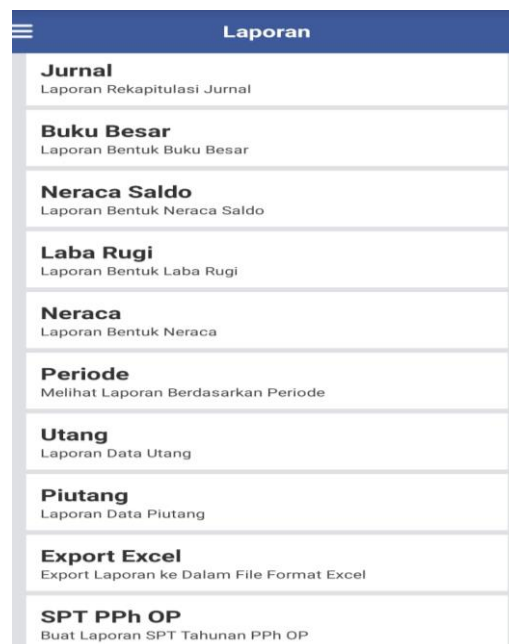 Laporan
Jurnal
Laporan Rekapitulasi Jurnal
Buku Besar
Laporan Bentuk Buku Besar
Neraca Saldo
Laporan Bentuk Neraca Saldo
Laba Rugi
Laporan Bentuk Laba Rugi
Neraca
Laporan Bentuk Neraca
Periode
Melihat Laporan Berdasarkan Periode
Utang
Laporan Data Utang
Piutang
Laporan Data Piutang
Export Excel
Export Laporan ke Dalam File Format Excel
SPT PPh OP
Buat Laporan SPT Tahunan PPh OP